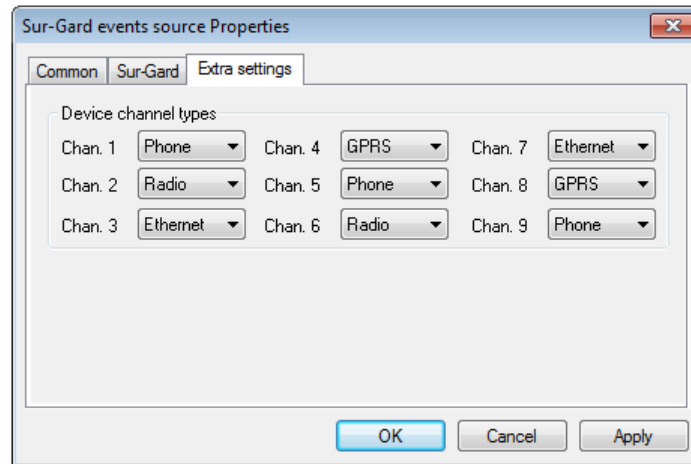 Sur-Gard events source Properties
Common Sur-Gard Extra settings
Device channel types
Chan. 1 Phone Chan. 4 GPRS Chan. 7 Ethernet
Chan. 2 Radio Chan. 5 Phone Chan. 8 GPRS
Chan. 3 Ethernet Chan. 6 Radio Chan. 9 Phone
OK Cancel Apply